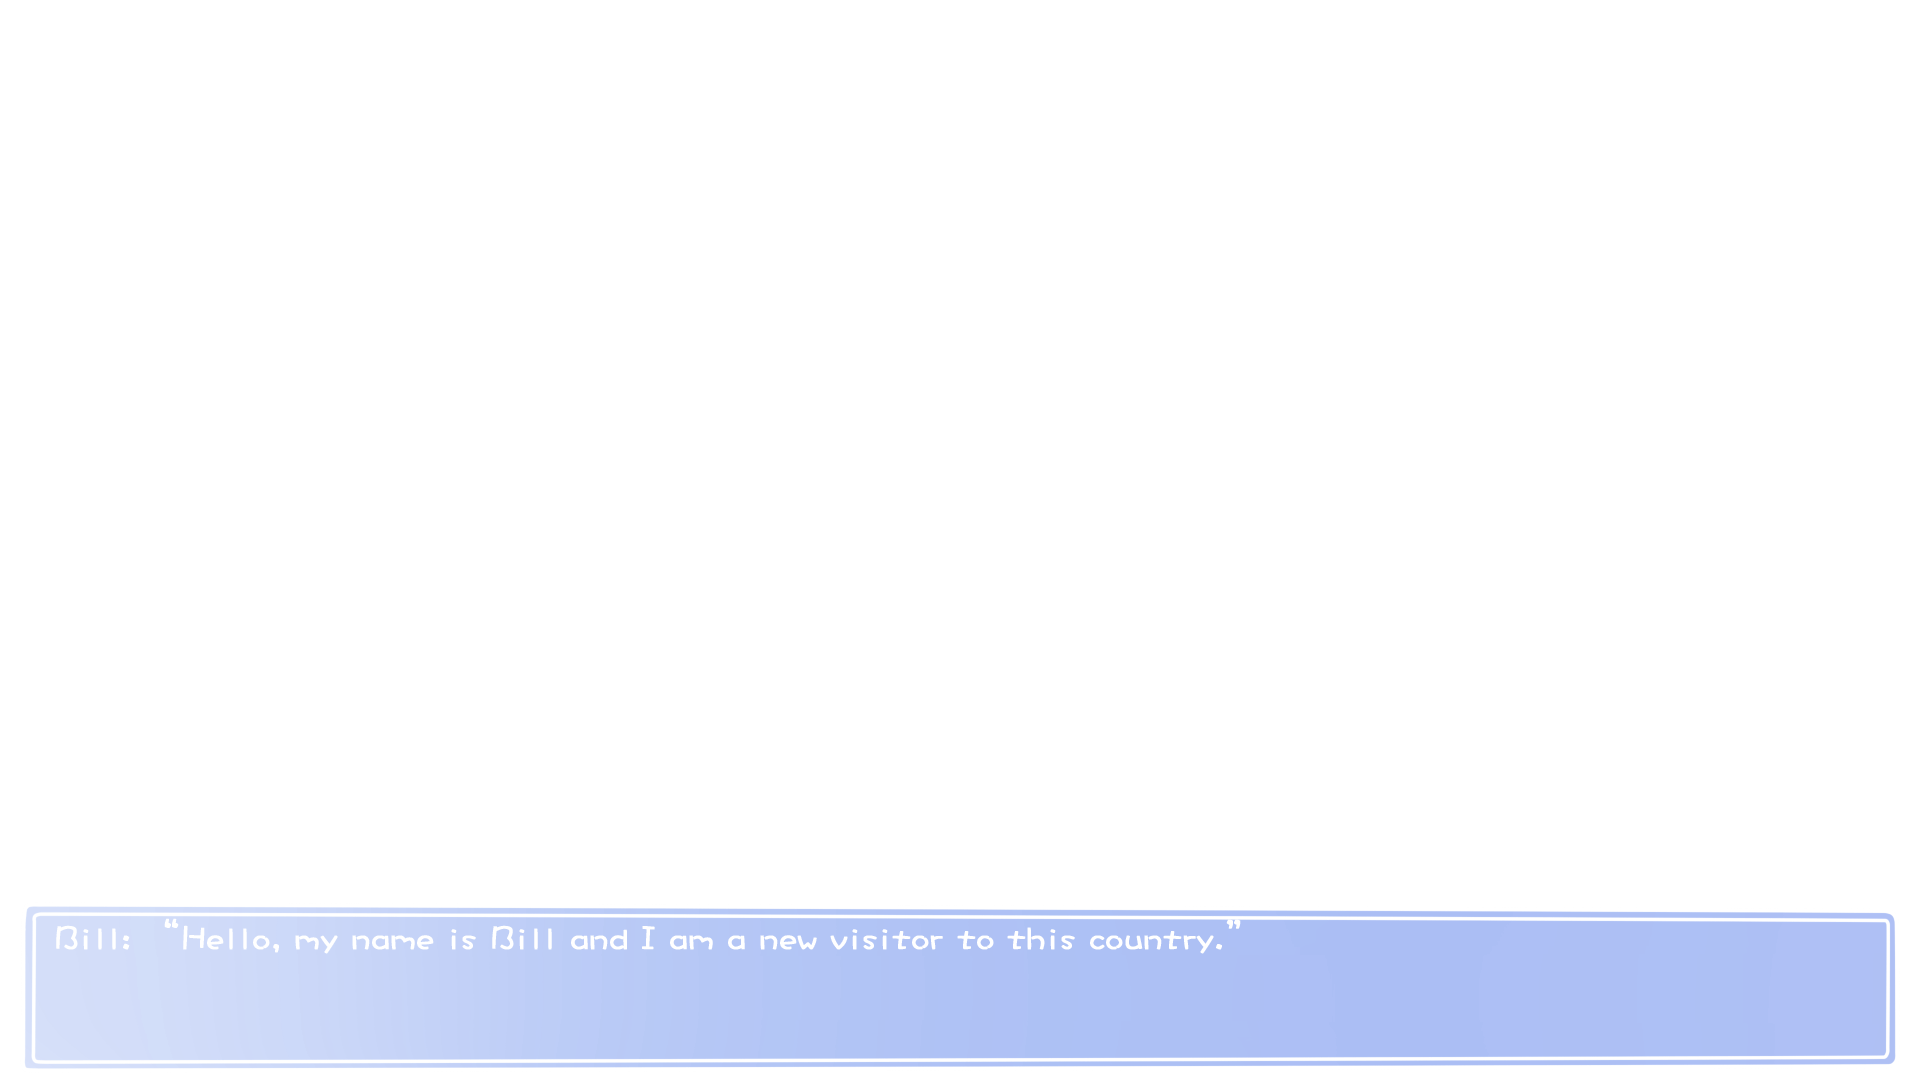 Bill: “Hello, my name is Bill and I am a new visitor to this country.”